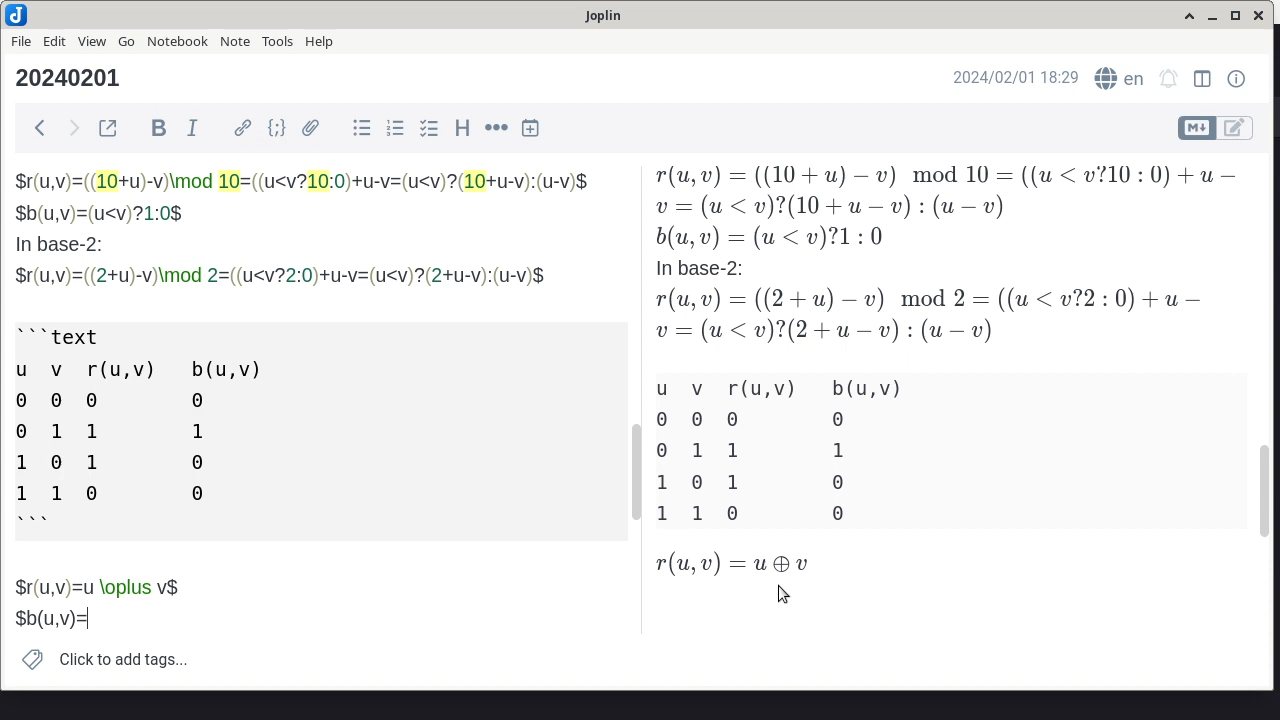 Joplin
File Edit View Go Notebook Note Tools Help
20240201
2024/02/01 18:29 en
B I H
M↓
$r(u,v)=((10+u)-v)\mod 10=((u<v?10:0)+u-v=(u<v)?(10+u-v):(u-v)$
$b(u,v)=(u<v)?1:0$
In base-2:
$r(u,v)=((2+u)-v)\mod 2=((u<v?2:0)+u-v=(u<v)?(2+u-v):(u-v)$
```text
u v r(u,v) b(u,v)
0 0 0 0
0 1 1 1
1 0 1 0
1 1 0 0
```
$r(u,v)=u \oplus v$
$b(u,v)=
r(u, v) = ((10 + u) − v) mod 10 = ((u < v?10 : 0) + u −
v = (u < v)?(10 + u − v) : (u − v)
b(u, v) = (u < v)?1 : 0
In base-2:
r(u, v) = ((2 + u) − v) mod 2 = ((u < v?2 : 0) + u −
v = (u < v)?(2 + u − v) : (u − v)
u v r(u,v) b(u,v)
0 0 0 0
0 1 1 1
1 0 1 0
1 1 0 0
r(u, v) = u ⊕ v
Click to add tags...